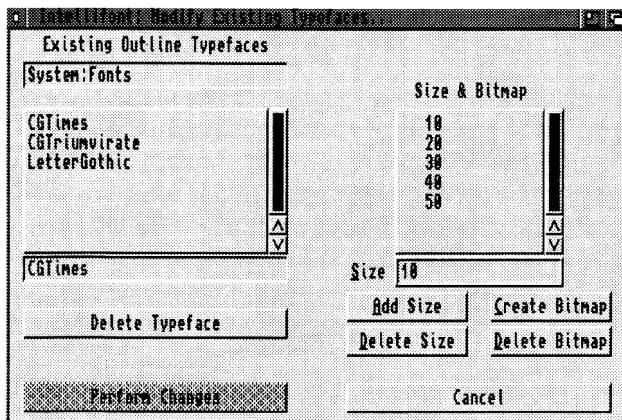 Intellifont: Modify Existing Typefaces...
Existing Outline Typefaces
System:Fonts
CGTimes
CGTriumvirate
LetterGothic
CGTimes
Delete Typeface
Size & Bitmap
10
20
30
40
50
Size 10
Add Size
Create Bitmap
Delete Size
Delete Bitmap
Perform Changes
Cancel